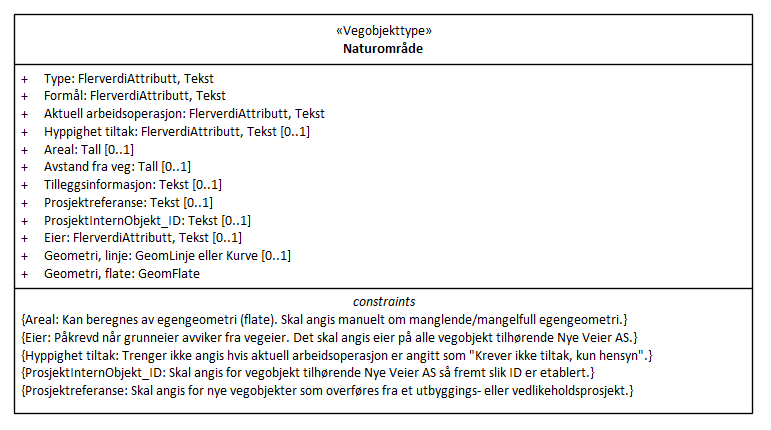 «Vegobjekttype»
Naturområde
+ Type: FlerverdiAttributt, Tekst
+ Formål: FlerverdiAttributt, Tekst
+ Aktuell arbeidsoperasjon: FlerverdiAttributt, Tekst
+ Hyppighet tiltak: FlerverdiAttributt, Tekst [0..1]
+ Areal: Tall [0..1]
+ Avstand fra veg: Tall [0..1]
+ Tilleggsinformasjon: Tekst [0..1]
+ Prosjektreferanse: Tekst [0..1]
+ ProsjektInternObjekt_ID: Tekst [0..1]
+ Eier: FlerverdiAttributt, Tekst [0..1]
+ Geometri, linje: GeomLinje eller Kurve [0..1]
+ Geometri, flate: GeomFlate
constraints
{Areal: Kan beregnes av egengeometri (flate). Skal angis manuelt om manglende/mangelfull egengeometri.}
{Eier: Påkrevd når grunneier avviker fra vegeier. Det skal angis eier på alle vegobjekt tilhørende Nye Veier AS.}
{Hyppighet tiltak: Trenger ikke angis hvis aktuell arbeidsoperasjon er angitt som "Krever ikke tiltak, kun hensyn".}
{ProsjektInternObjekt_ID: Skal angis for vegobjekt tilhørende Nye Veier AS så fremt slik ID er etablert.}
{Prosjektreferanse: Skal angis for nye vegobjekter som overføres fra et utbyggings- eller vedlikeholdsprosjekt.}